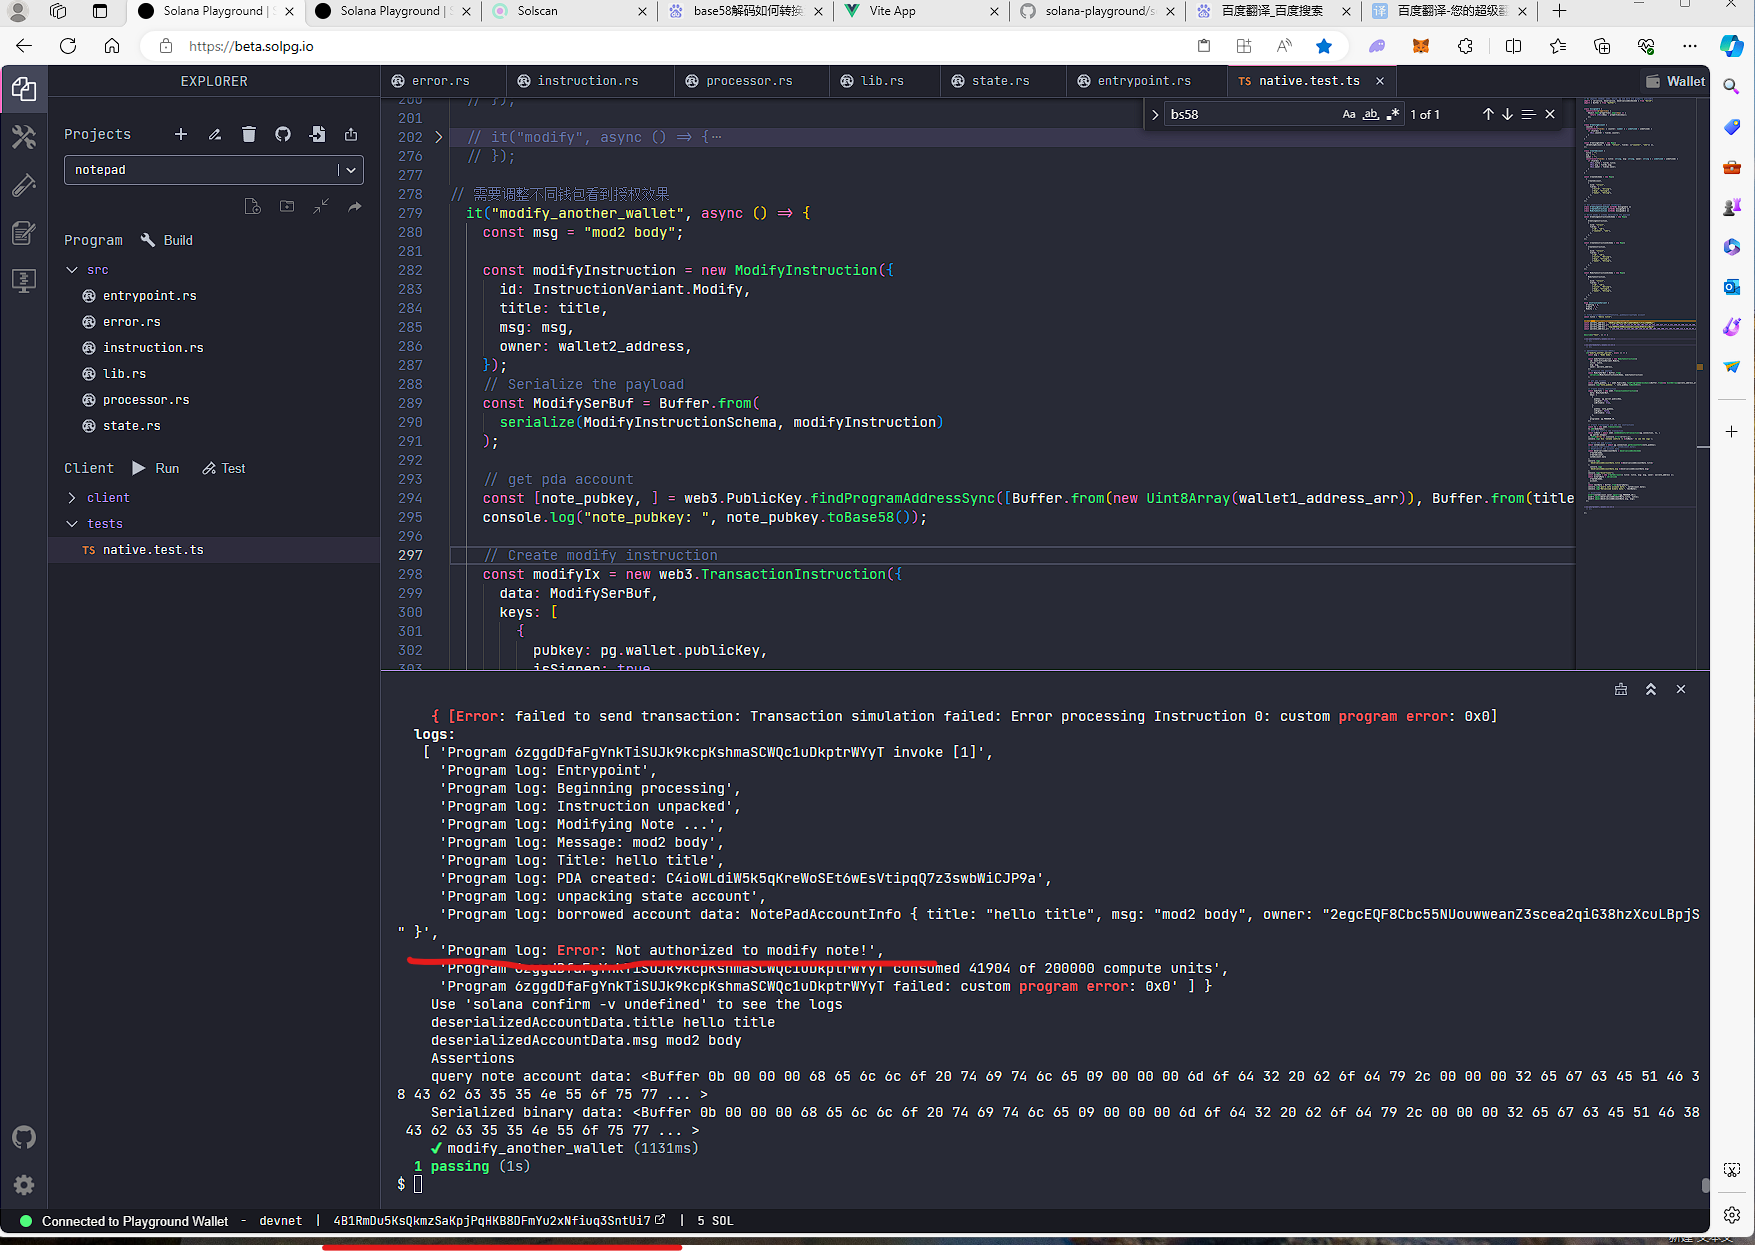 Solana Playground | S
Solana Playground | S
Solscan
base58解码如何转换
Vite App
solana-playground/s
百度翻译_百度搜索
百度翻译-您的超级翻
https://beta.solpg.io
EXPLORER
error.rs
instruction.rs
processor.rs
lib.rs
state.rs
entrypoint.rs
TS native.test.ts
Wallet
bs58
Aa ab 1 of 1
Projects
notepad
Program
Build
src
entrypoint.rs
error.rs
instruction.rs
lib.rs
processor.rs
state.rs
Client
Run
Test
client
tests
TS native.test.ts
200 // });
201
202 // it("modify", async () => {…
276 // });
277
278 // 需要调整不同钱包看到授权效果
279 it("modify_another_wallet", async () => {
280 const msg = "mod2 body";
281
282 const modifyInstruction = new ModifyInstruction({
283 id: InstructionVariant.Modify,
284 title: title,
285 msg: msg,
286 owner: wallet2_address,
287 });
288 // Serialize the payload
289 const ModifySerBuf = Buffer.from(
290 serialize(ModifyInstructionSchema, modifyInstruction)
291 );
292
293 // get pda account
294 const [note_pubkey, ] = web3.PublicKey.findProgramAddressSync([Buffer.from(new Uint8Array(wallet1_address_arr)), Buffer.from(title
295 console.log("note_pubkey: ", note_pubkey.toBase58());
296
297 // Create modify instruction
298 const modifyIx = new web3.TransactionInstruction({
299 data: ModifySerBuf,
300 keys: [
301 {
302 pubkey: pg.wallet.publicKey,
303 isSigner: true
{ [Error: failed to send transaction: Transaction simulation failed: Error processing Instruction 0: custom program error: 0x0]
logs:
[ 'Program 6zggdDfaFgYnkTiSUJk9kcpKshmaSCWQc1uDkptrWYyT invoke [1]',
'Program log: Entrypoint',
'Program log: Beginning processing',
'Program log: Instruction unpacked',
'Program log: Modifying Note ...',
'Program log: Message: mod2 body',
'Program log: Title: hello title',
'Program log: PDA created: C4ioWLdiW5k5qKreWoSEt6wEsVtipqQ7z3swbWiCJP9a',
'Program log: unpacking state account',
'Program log: borrowed account data: NotePadAccountInfo { title: "hello title", msg: "mod2 body", owner: "2egcEQF8Cbc55NUouwweanZ3scea2qiG38hzXcuLBpjS
" }',
'Program log: Error: Not authorized to modify note!',
'Program 6zggdDfaFgYnkTiSUJk9kcpKshmaSCWQc1uDkptrWYyT consumed 41904 of 200000 compute units',
'Program 6zggdDfaFgYnkTiSUJk9kcpKshmaSCWQc1uDkptrWYyT failed: custom program error: 0x0' ] }
Use 'solana confirm -v undefined' to see the logs
deserializedAccountData.title hello title
deserializedAccountData.msg mod2 body
Assertions
query note account data: <Buffer 0b 00 00 00 68 65 6c 6c 6f 20 74 69 74 6c 65 09 00 00 00 6d 6f 64 32 20 62 6f 64 79 2c 00 00 00 32 65 67 63 45 51 46 3
8 43 62 63 35 35 4e 55 6f 75 77 ... >
Serialized binary data: <Buffer 0b 00 00 00 68 65 6c 6c 6f 20 74 69 74 6c 65 09 00 00 00 6d 6f 64 32 20 62 6f 64 79 2c 00 00 00 32 65 67 63 45 51 46 38
43 62 63 35 35 4e 55 6f 75 77 ... >
✔ modify_another_wallet (1131ms)
1 passing (1s)
$
Connected to Playground Wallet - devnet | 4B1RmDu5KsQkmzSaKpjPqHKB8DFmYu2xNfiuq3SntUi7 | 5 SOL